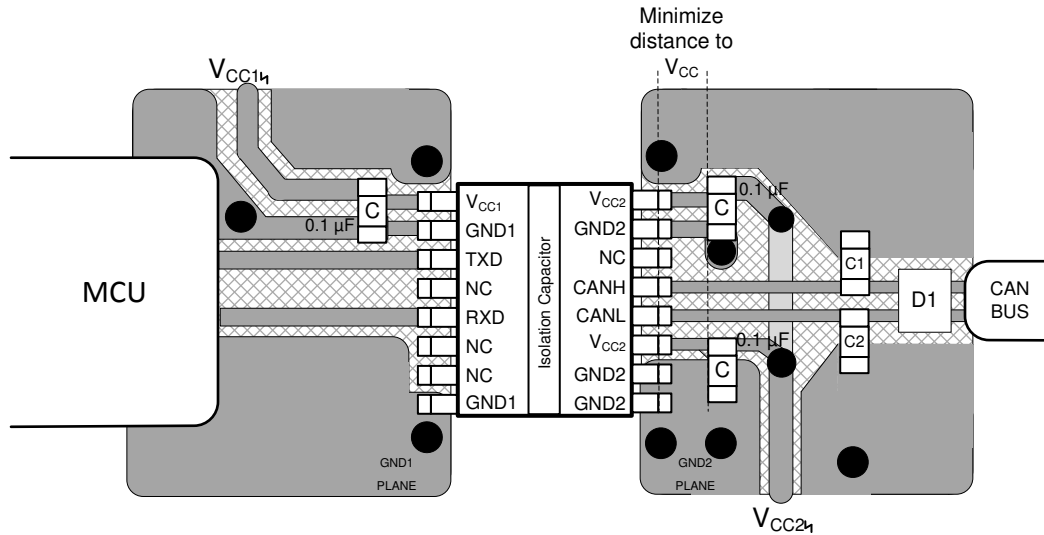 Minimize
distance to
VCC
VCC1
MCU
C
0.1 µF
VCC1
GND1
TXD
NC
RXD
NC
NC
GND1
Isolation Capacitor
VCC2
GND2
NC
CANH
CANL
VCC2
GND2
GND2
0.1 µF
C
0.1 µF
C
C1
C2
D1
CAN
BUS
GND1
PLANE
GND2
PLANE
VCC2